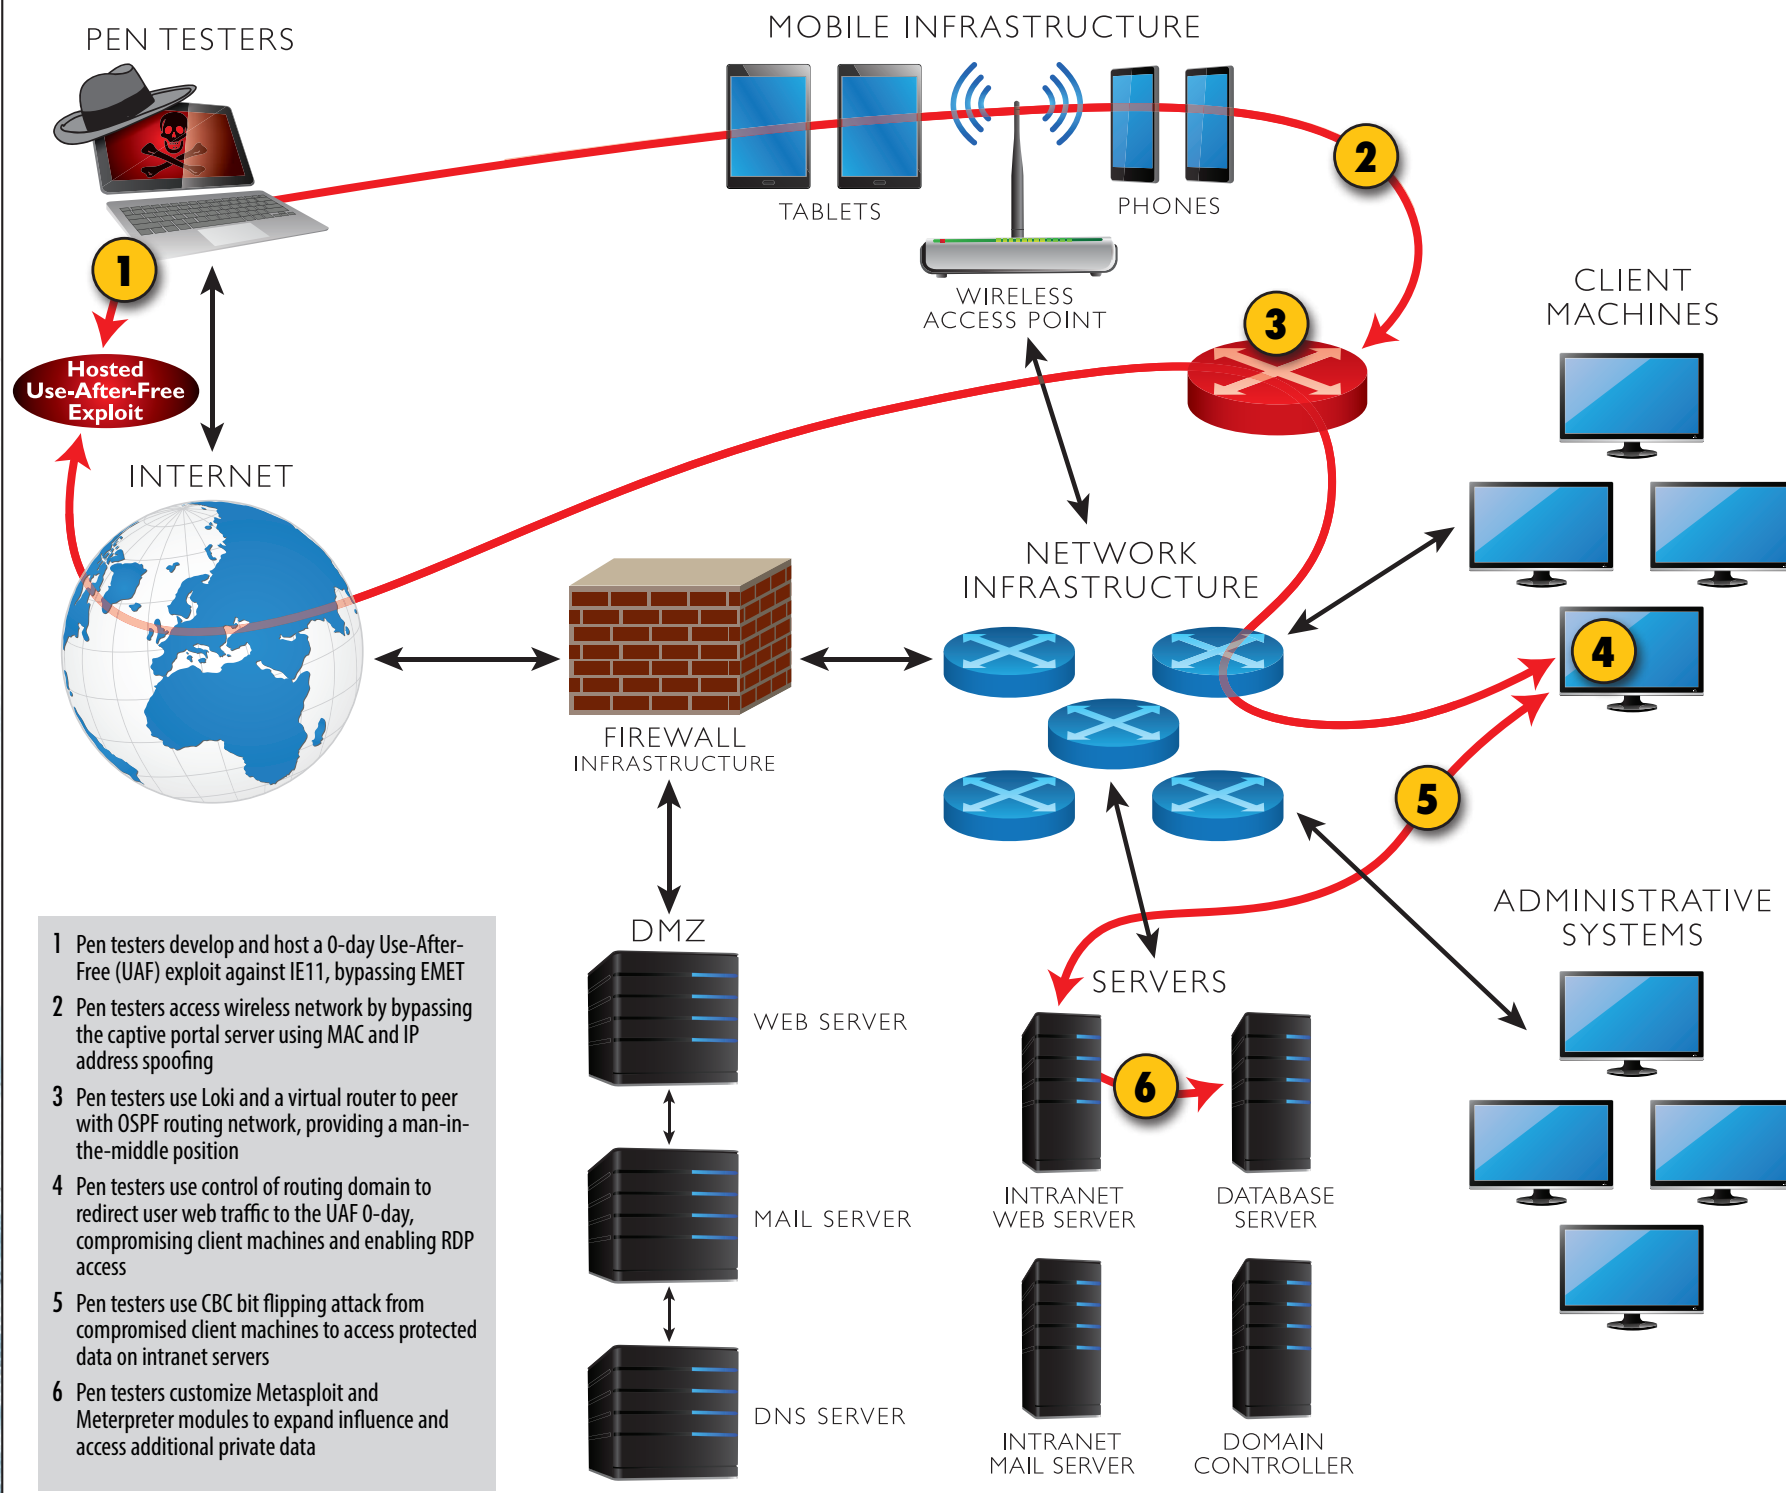 PEN TESTERS
MOBILE INFRASTRUCTURE
TABLETS
PHONES
WIRELESS
ACCESS POINT
1
2
3
Hosted
Use-After-Free
Exploit
INTERNET
CLIENT
MACHINES
NETWORK
INFRASTRUCTURE
4
FIREWALL
INFRASTRUCTURE
5
DMZ
WEB SERVER
MAIL SERVER
DNS SERVER
SERVERS
6
INTRANET
WEB SERVER
DATABASE
SERVER
INTRANET
MAIL SERVER
DOMAIN
CONTROLLER
ADMINISTRATIVE
SYSTEMS
1 Pen testers develop and host a 0-day Use-After-
Free (UAF) exploit against IE11, bypassing EMET
2 Pen testers access wireless network by bypassing
the captive portal server using MAC and IP
address spoofing
3 Pen testers use Loki and a virtual router to peer
with OSPF routing network, providing a man-in-
the-middle position
4 Pen testers use control of routing domain to
redirect user web traffic to the UAF 0-day,
compromising client machines and enabling RDP
access
5 Pen testers use CBC bit flipping attack from
compromised client machines to access protected
data on intranet servers
6 Pen testers customize Metasploit and
Meterpreter modules to expand influence and
access additional private data